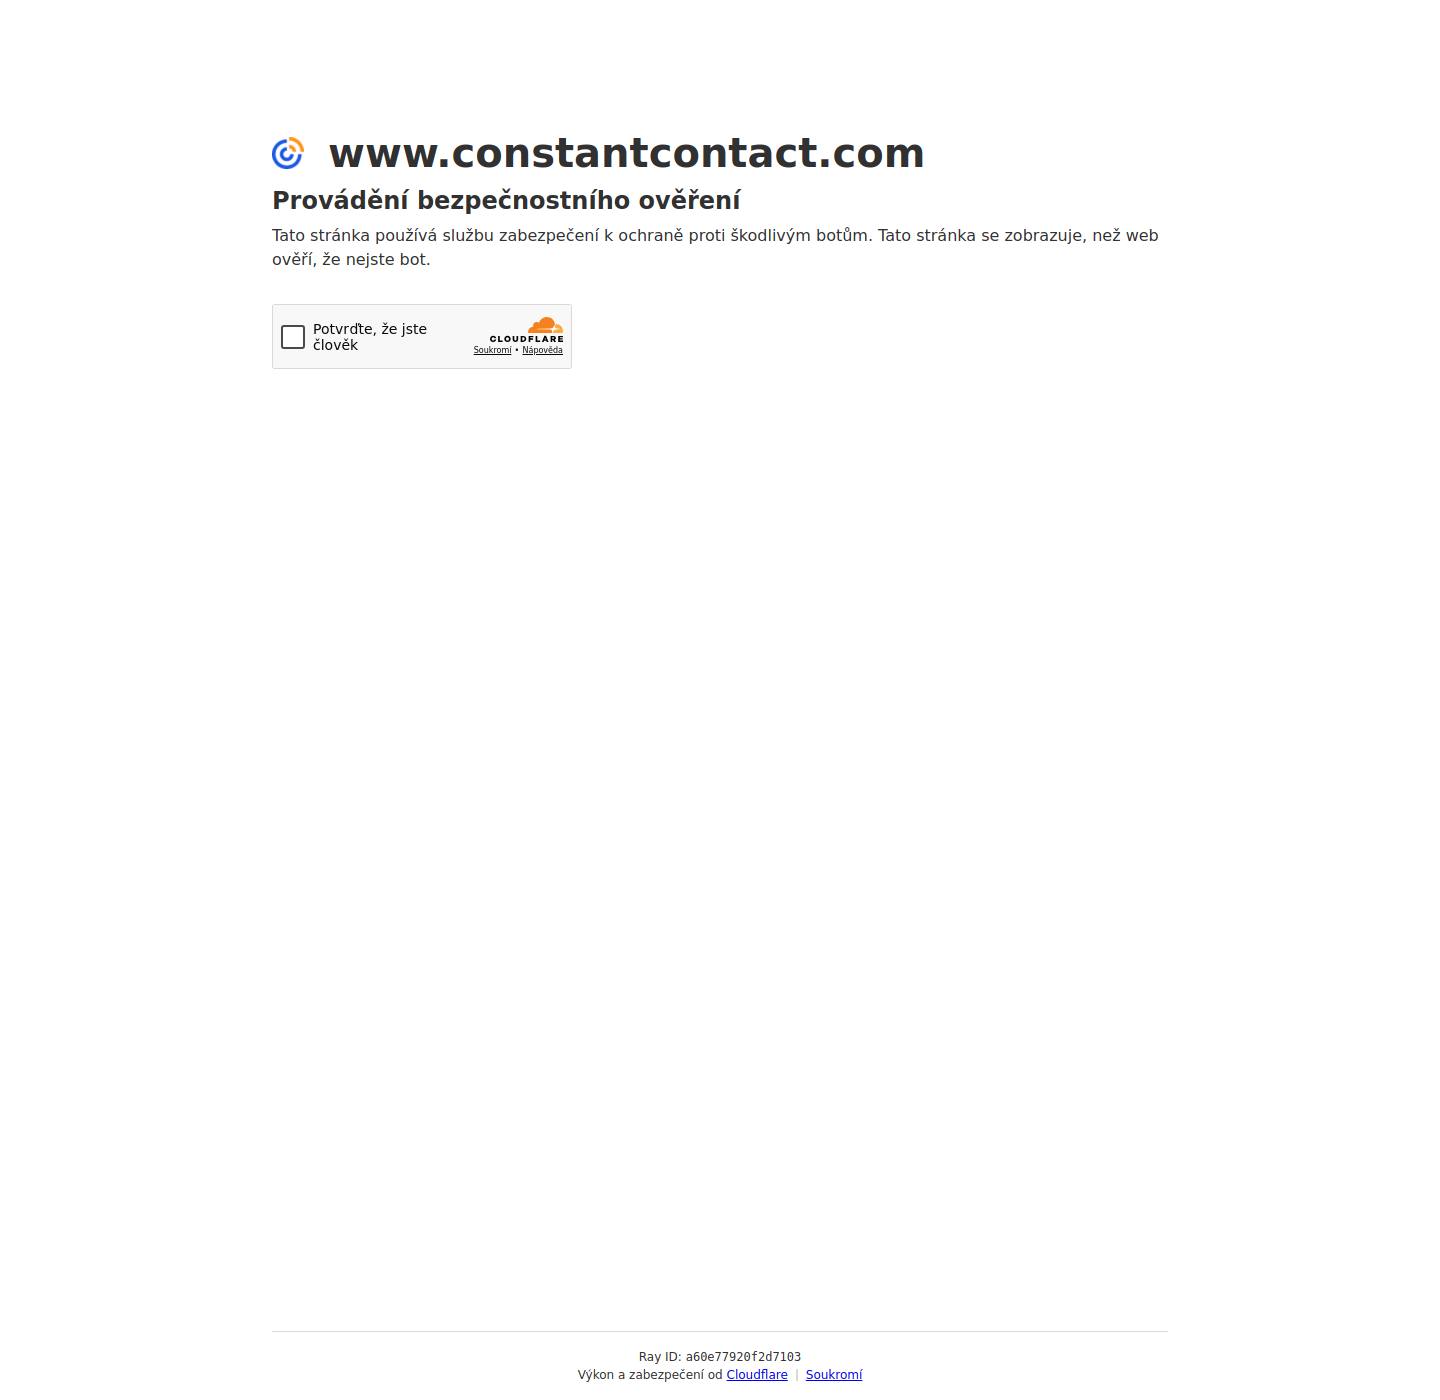 www.constantcontact.com
Provádění bezpečnostního ověření
Tato stránka používá službu zabezpečení k ochraně proti škodlivým botům. Tato stránka se zobrazuje, než web
ověří, že nejste bot.
Potvrďte, že jste
člověk
CLOUDFLARE
Soukromí • Nápověda
Ray ID: a60e77920f2d7103
Výkon a zabezpečení od Cloudflare | Soukromí